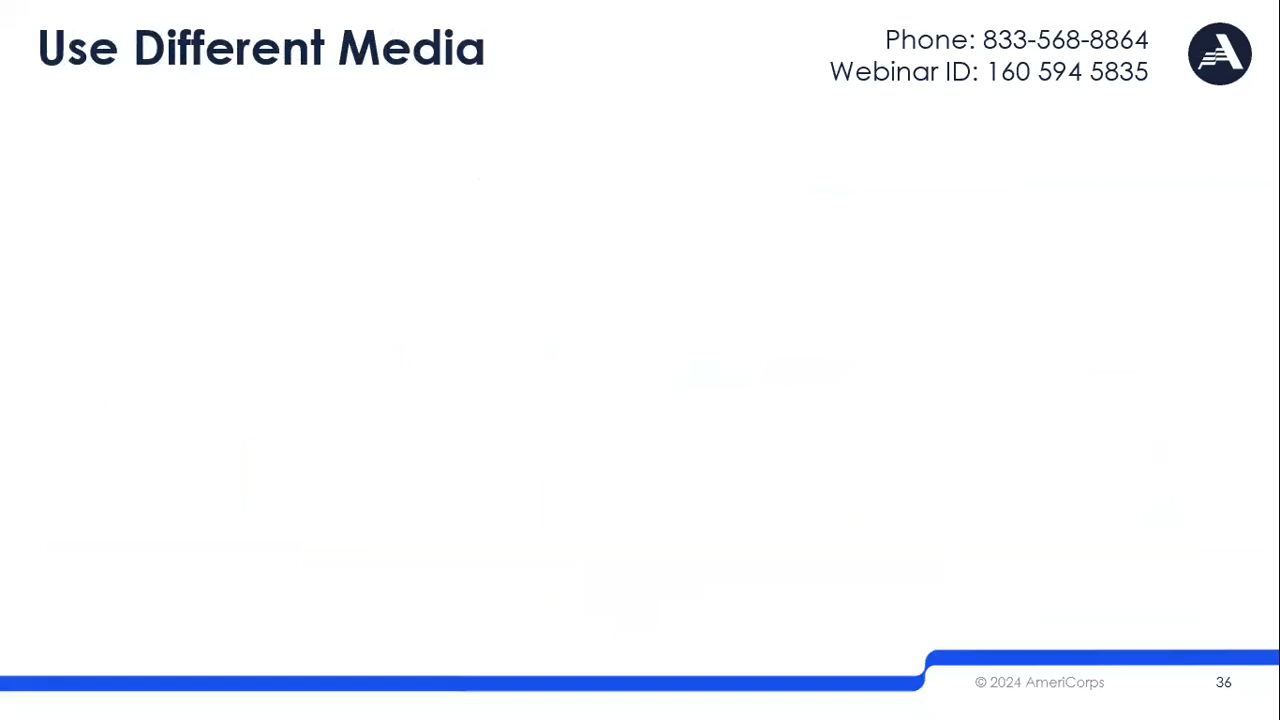 Use Different Media
Phone: 833-568-8864
Webinar ID: 160 594 5835
© 2024 AmeriCorps
36